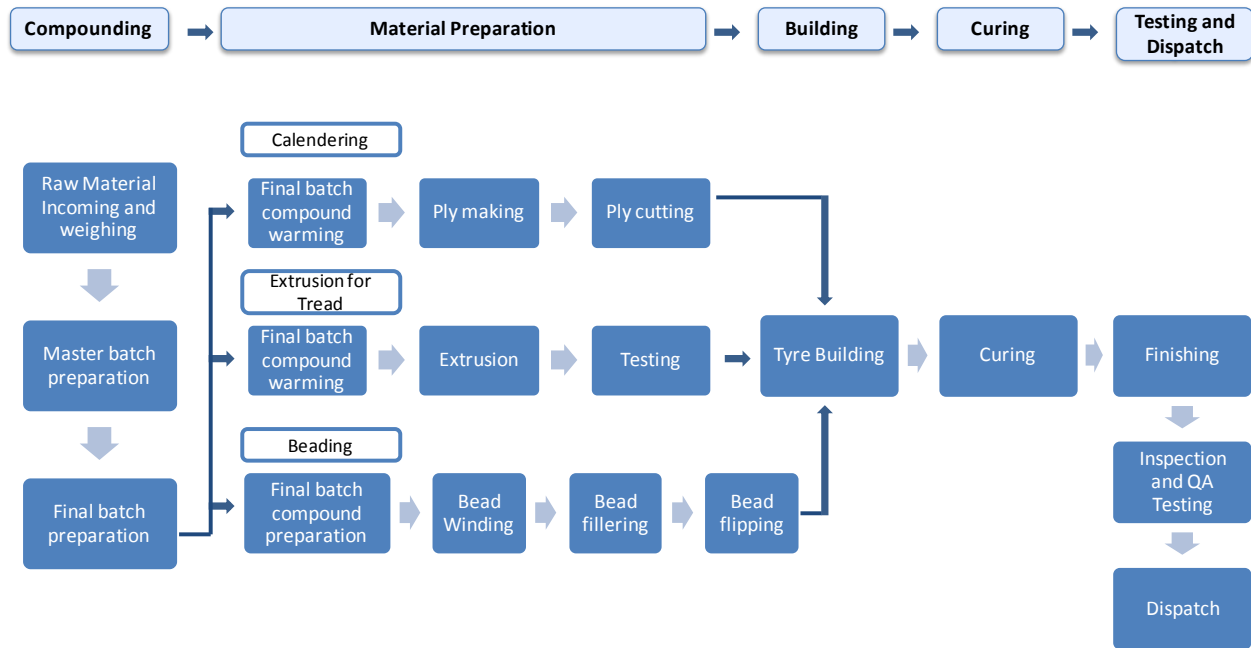 Compounding
Material Preparation
Building
Curing
Testing and
Dispatch
Calendering
Raw Material
Incoming and
weighing
Final batch
compound
warming
Ply making
Ply cutting
Extrusion for
Tread
Master batch
preparation
Final batch
compound
warming
Extrusion
Testing
Tyre Building
Curing
Finishing
Beading
Final batch
preparation
Final batch
compound
preparation
Bead
Winding
Bead
fillering
Bead
flipping
Inspection
and QA
Testing
Dispatch